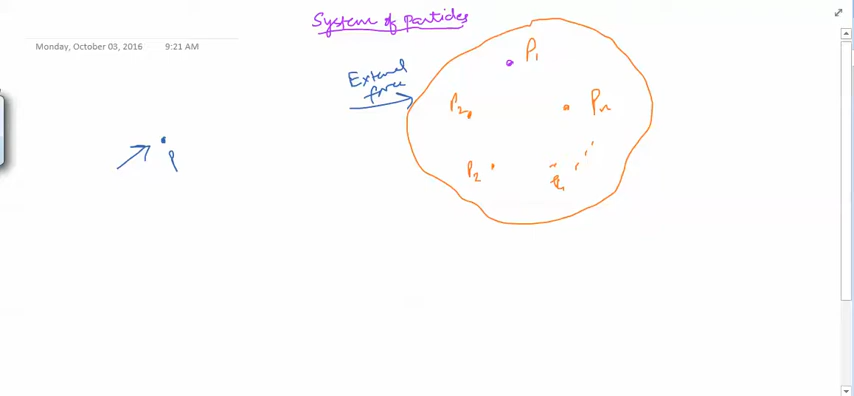 System of particles
Monday, October 03, 2016 9:21 AM
External
force
P1
P2
Pn
P2
P